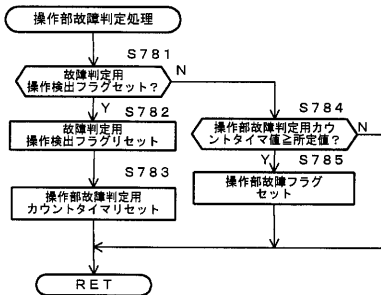 操作部故障判定処理
S781
故障判定用
操作検出フラグセット?
N
Y
S782
故障判定用
操作検出フラグリセット
S783
操作部故障判定用
カウントタイマリセット
S784
操作部故障判定用カウ
ントタイマ値≧所定値?
N
Y
S785
操作部故障フラグ
セット
RET